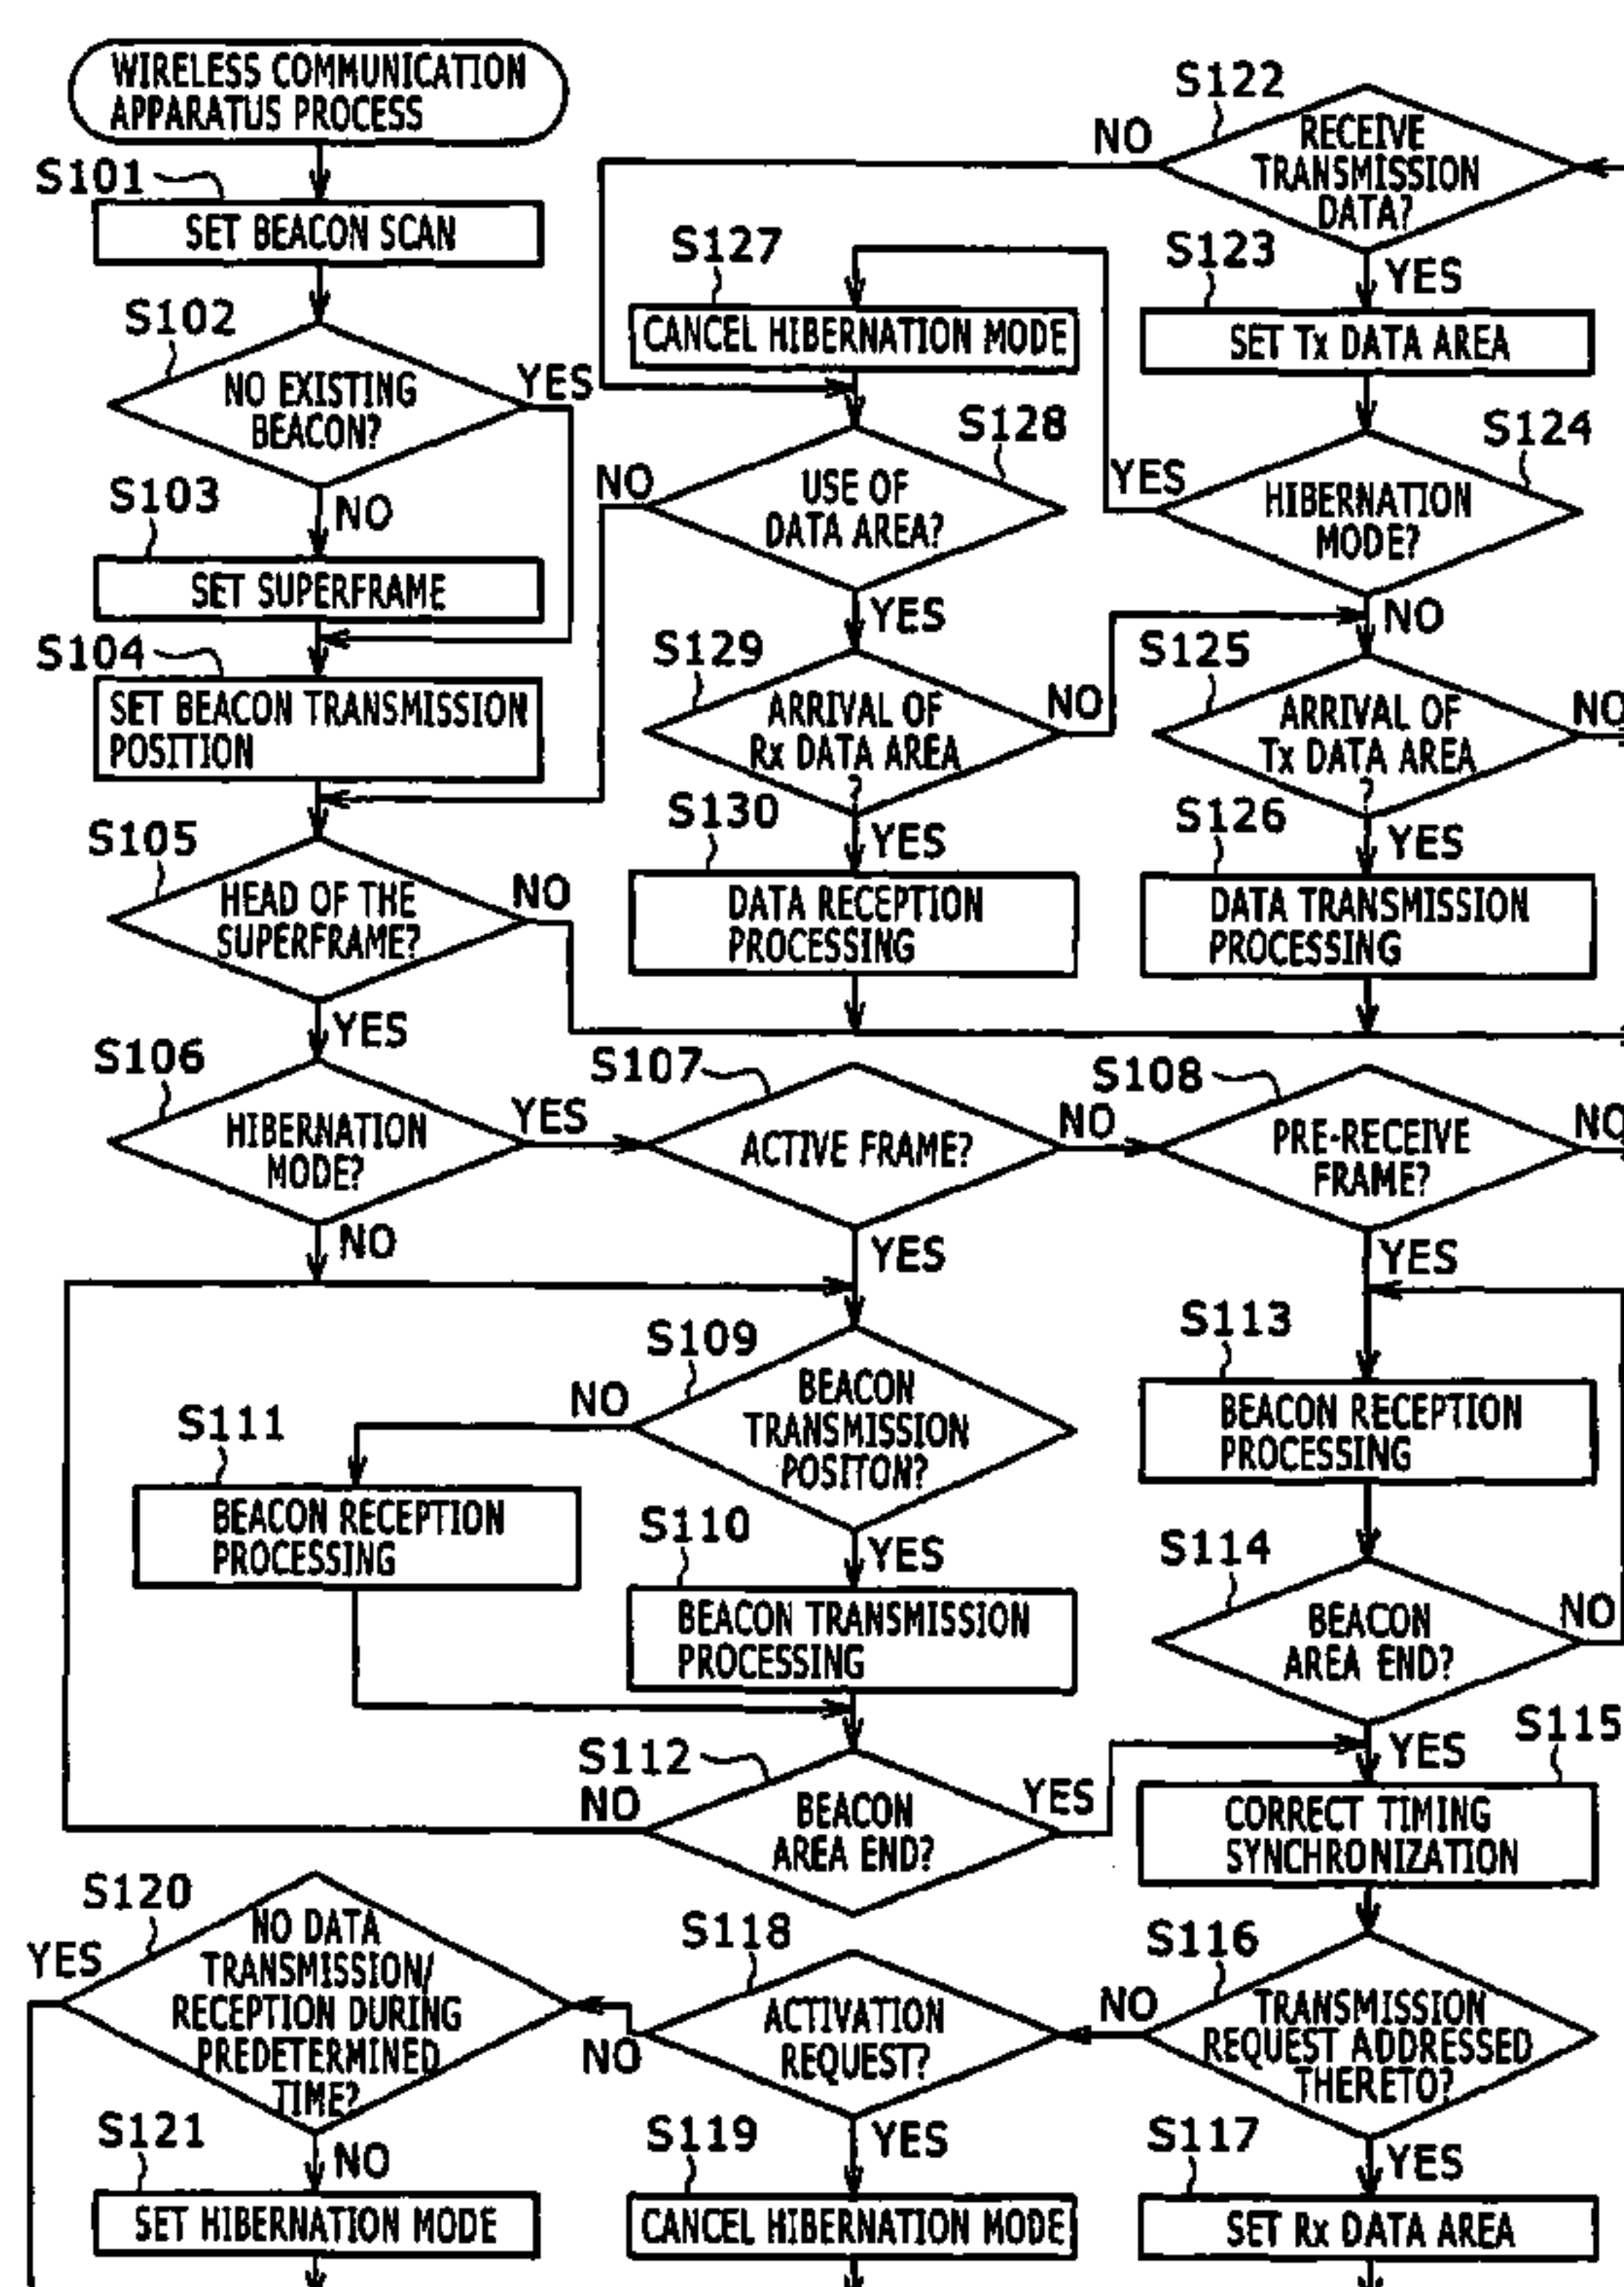 WIRELESS COMMUNICATION
APPARATUS PROCESS
S101
SET BEACON SCAN
S102
NO EXISTING
BEACON?
YES
NO
S103
SET SUPERFRAME
S104
SET BEACON TRANSMISSION
POSITION
S105
HEAD OF THE
SUPERFRAME?
NO
YES
S122
RECEIVE
TRANSMISSION
DATA?
NO
YES
S123
SET Tx DATA AREA
S124
HIBERNATION
MODE?
YES
NO
S127
CANCEL HIBERNATION MODE
S128
USE OF
DATA AREA?
NO
YES
S129
ARRIVAL OF
Rx DATA AREA
?
NO
YES
S130
DATA RECEPTION
PROCESSING
S125
ARRIVAL OF
Tx DATA AREA
?
NO
YES
S126
DATA TRANSMISSION
PROCESSING
S106
HIBERNATION
MODE?
YES
NO
S107
ACTIVE FRAME?
NO
YES
S108
PRE-RECEIVE
FRAME?
NO
YES
S109
BEACON
TRANSMISSION
POSITON?
NO
YES
S111
BEACON RECEPTION
PROCESSING
S110
BEACON TRANSMISSION
PROCESSING
S112
BEACON
AREA END?
NO
YES
S113
BEACON RECEPTION
PROCESSING
S114
BEACON
AREA END?
NO
YES
S115
CORRECT TIMING
SYNCHRONIZATION
S116
TRANSMISSION
REQUEST ADDRESSED
THERETO?
NO
YES
S117
SET Rx DATA AREA
S118
ACTIVATION
REQUEST?
NO
YES
S119
CANCEL HIBERNATION MODE
S120
NO DATA
TRANSMISSION/
RECEPTION DURING
PREDETERMINED
TIME?
YES
NO
S121
SET HIBERNATION MODE